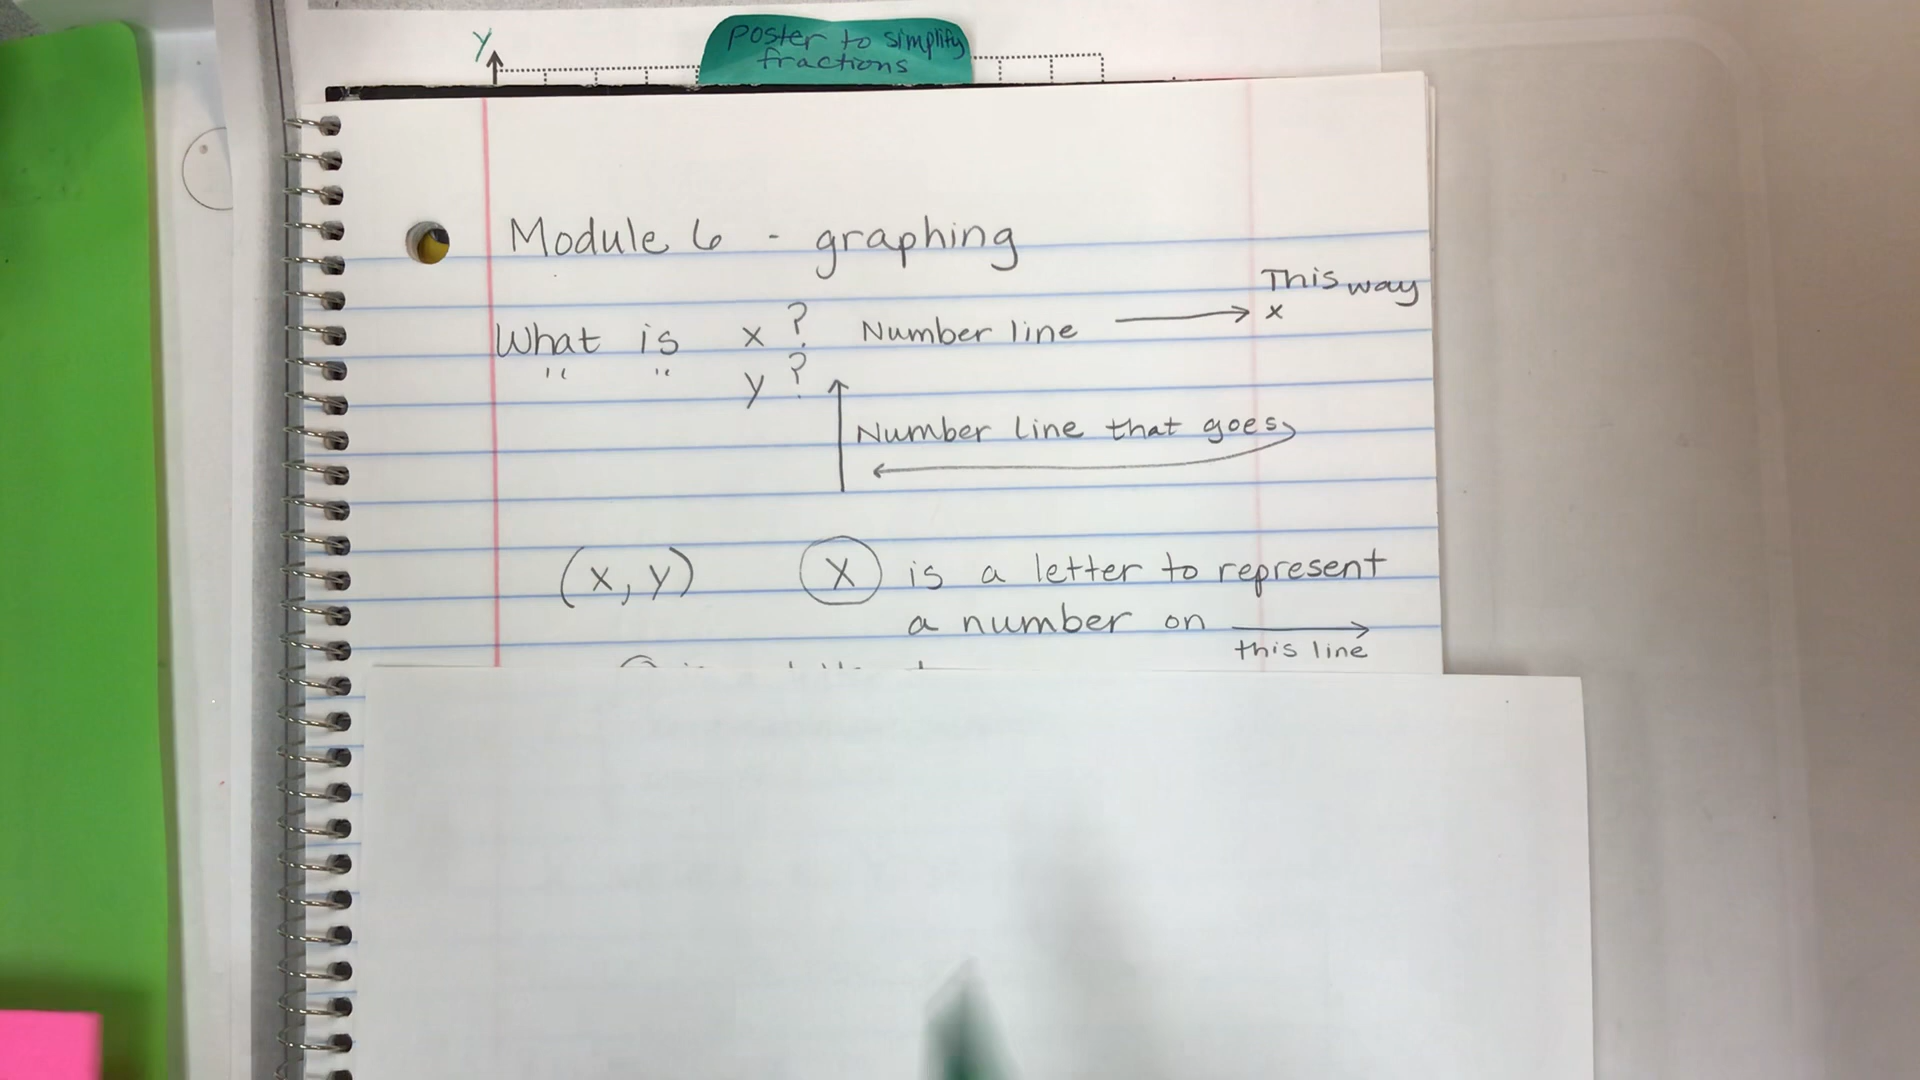 Y
Poster to simplify
fractions
Module 6 - graphing
This way
What is x? Number line → x
" " y?
Number line that goes
(x, y) X is a letter to represent
a number on →
this line